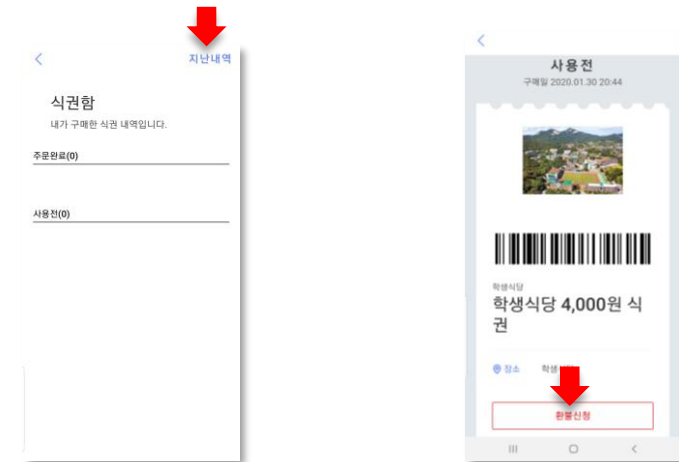 지난내역
식권함
내가 구매한 식권 내역입니다.
주문완료(0)
사용전(0)
사용전
구매일 2020.01.30 20:44
학생식당
학생식당 4,000원 식
권
장소
환불신청